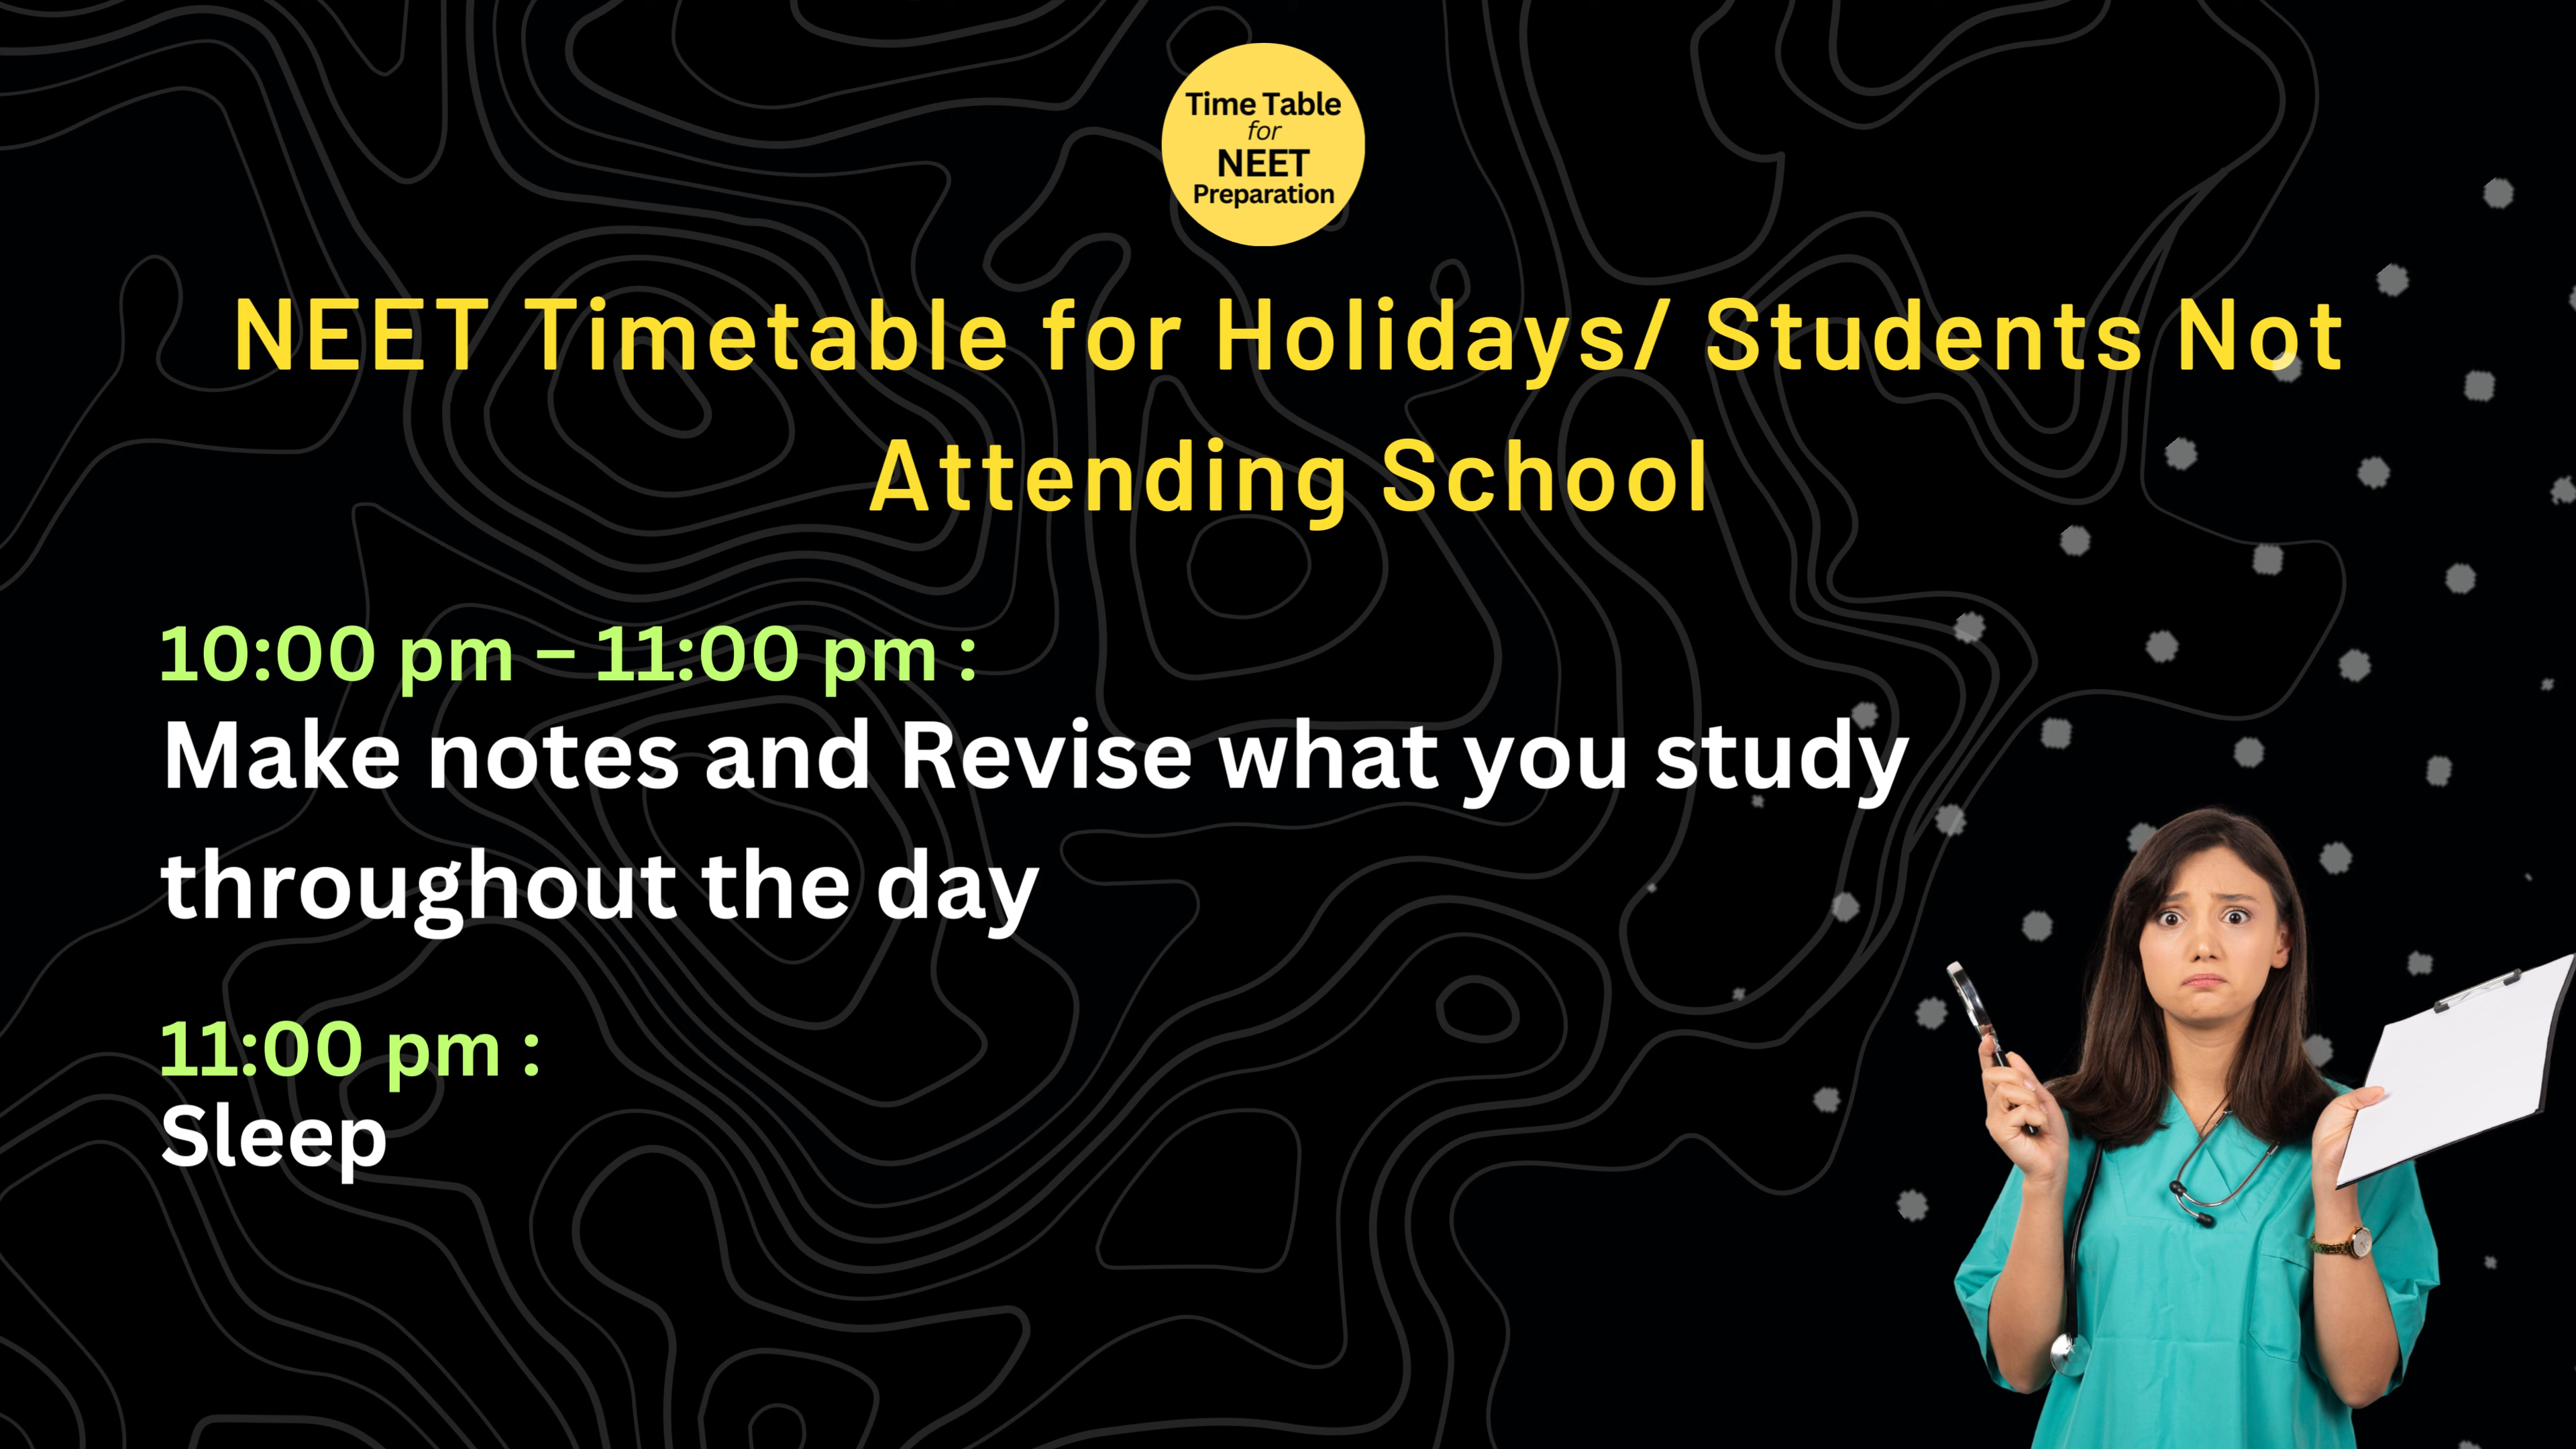 Time Table
for
NEET
Preparation
NEET Timetable for Holidays/ Students Not
Attending School
10:00 pm – 11:00 pm :
Make notes and Revise what you study
throughout the day
11:00 pm :
Sleep